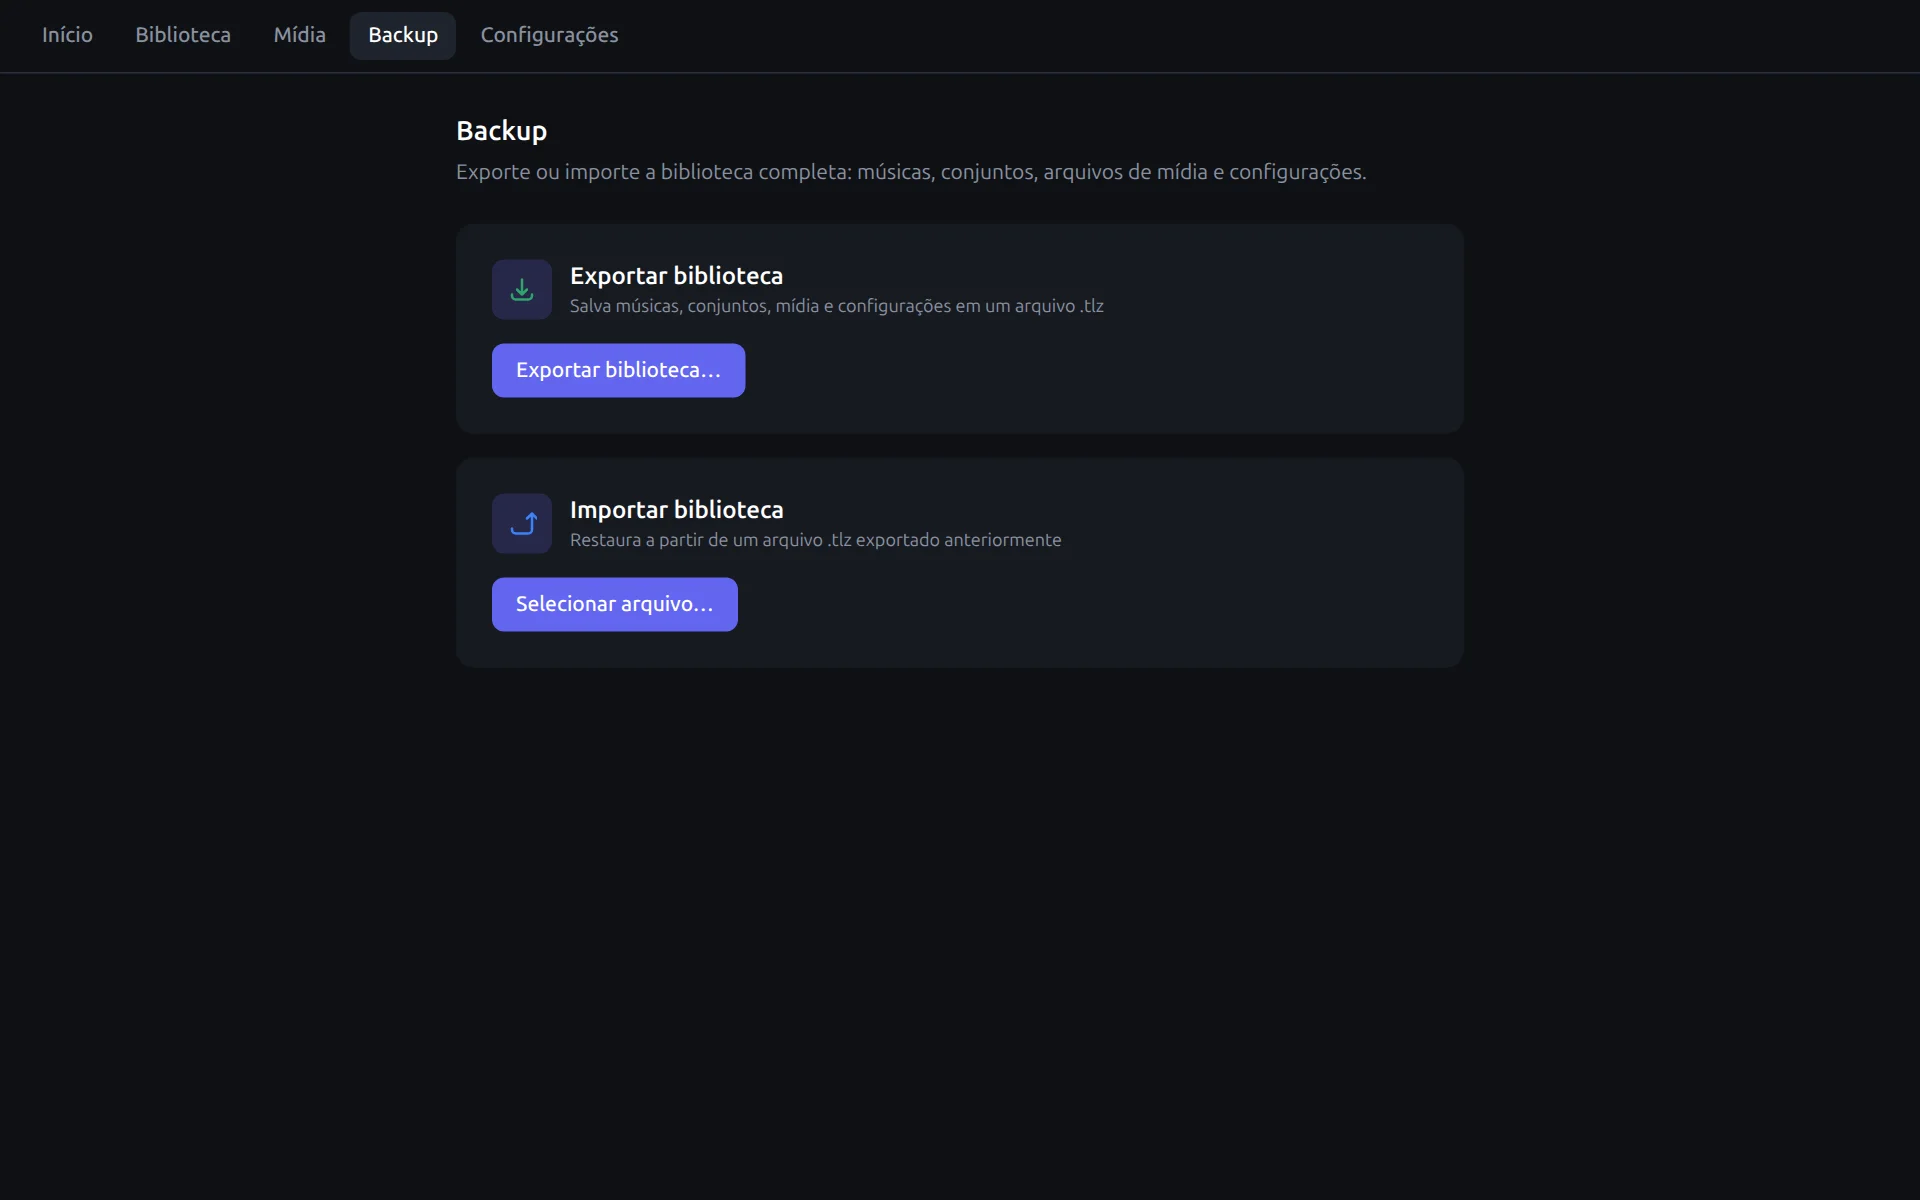 Início
Biblioteca
Mídia
Backup
Configurações
Backup
Exporte ou importe a biblioteca completa: músicas, conjuntos, arquivos de mídia e configurações.
Exportar biblioteca
Salva músicas, conjuntos, mídia e configurações em um arquivo .tlz
Exportar biblioteca…
Importar biblioteca
Restaura a partir de um arquivo .tlz exportado anteriormente
Selecionar arquivo…